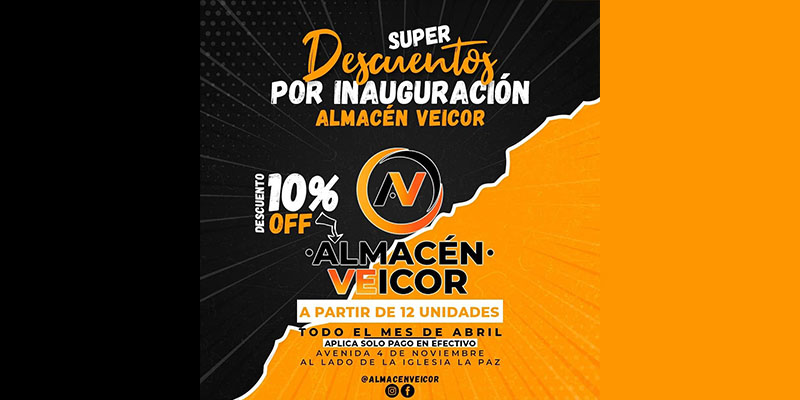 SUPER
Descuentos
POR INAUGURACIÓN
ALMACÉN VEICOR
DESCUENTO
10%
OFF
AV
·ALMACÉN·
VEICOR
A PARTIR DE 12 UNIDADES
TODO EL MES DE ABRIL
APLICA SOLO PAGO EN EFECTIVO
AVENIDA 4 DE NOVIEMBRE
AL LADO DE LA IGLESIA LA PAZ
@ALMACENVEICOR